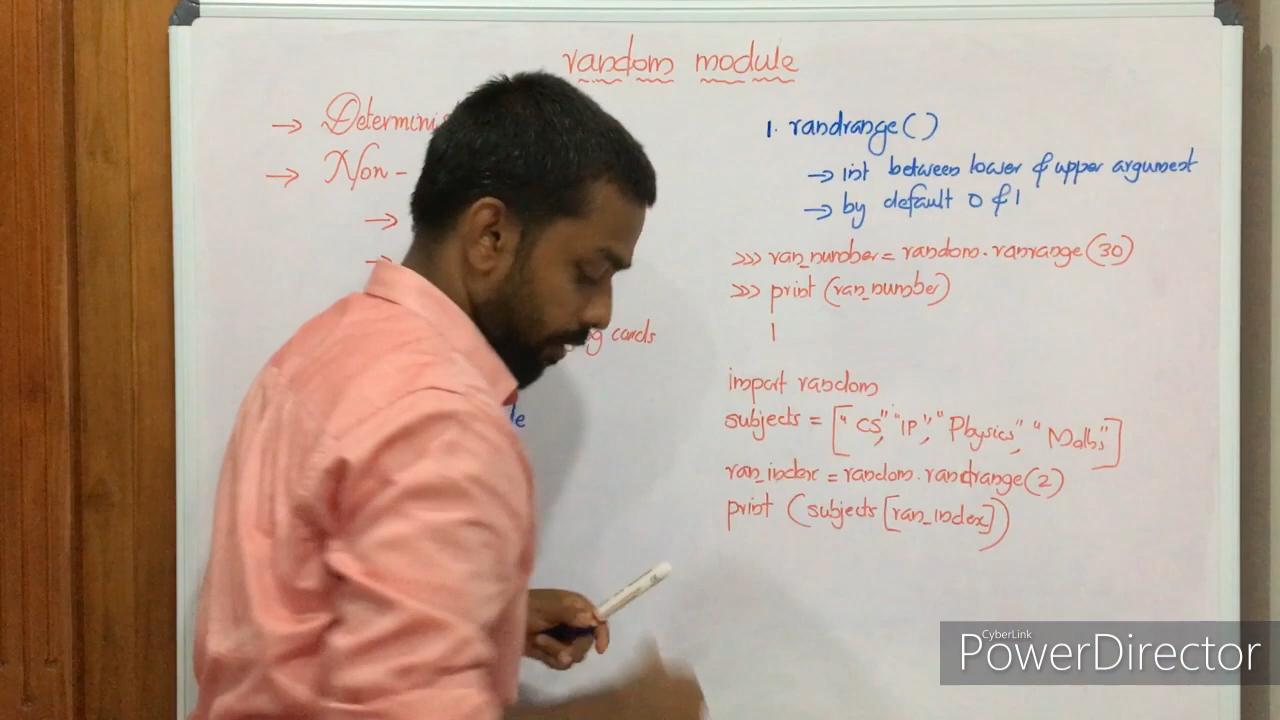 random module
→ Determinis
→ Non -
→
→
ng cards
le
1. randrange( )
→ int between lower & upper argument
→ by default 0 & 1
>>> ran_number = random.ranrange(30)
>>> print (ran_number)
1
import random
subjects = ["CS", "IP", "Physics", "Maths"]
ran_index = random.randrange(2)
print (subjects[ran_index])
CyberLink
PowerDirector